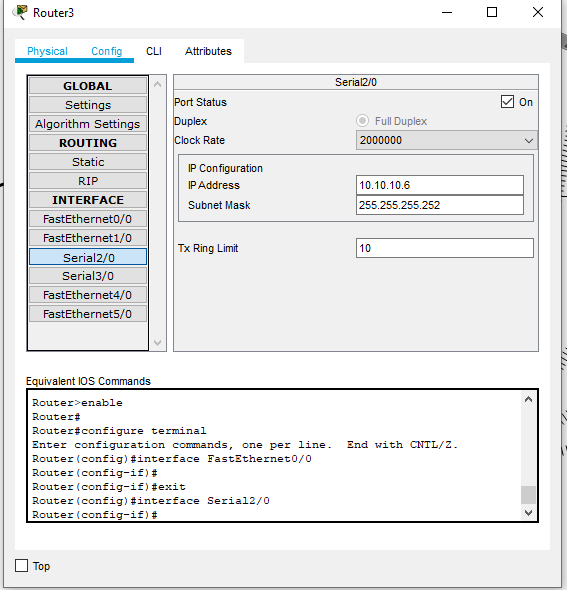 Router3
Physical Config CLI Attributes
GLOBAL
Settings
Algorithm Settings
ROUTING
Static
RIP
INTERFACE
FastEthernet0/0
FastEthernet1/0
Serial2/0
Serial3/0
FastEthernet4/0
FastEthernet5/0
Serial2/0
Port Status On
Duplex Full Duplex
Clock Rate 2000000
IP Configuration
IP Address 10.10.10.6
Subnet Mask 255.255.255.252
Tx Ring Limit 10
Equivalent IOS Commands
Router>enable
Router#
Router#configure terminal
Enter configuration commands, one per line. End with CNTL/Z.
Router(config)#interface FastEthernet0/0
Router(config-if)#
Router(config-if)#exit
Router(config)#interface Serial2/0
Router(config-if)#
Top